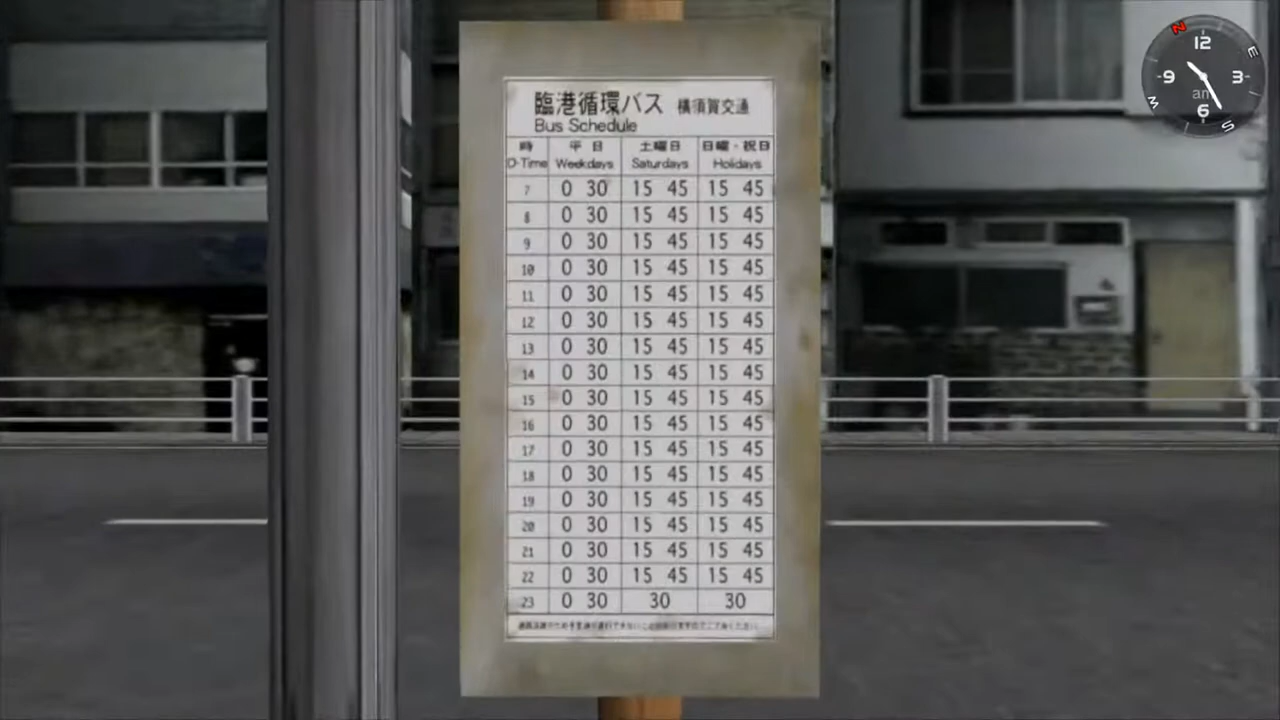 臨港循環バス 横須賀交通
Bus Schedule
時 平日 土曜日 日曜・祝日
D-Time Weekdays Saturdays Holidays
7 0 30 15 45 15 45
8 0 30 15 45 15 45
9 0 30 15 45 15 45
10 0 30 15 45 15 45
11 0 30 15 45 15 45
12 0 30 15 45 15 45
13 0 30 15 45 15 45
14 0 30 15 45 15 45
15 0 30 15 45 15 45
16 0 30 15 45 15 45
17 0 30 15 45 15 45
18 0 30 15 45 15 45
19 0 30 15 45 15 45
20 0 30 15 45 15 45
21 0 30 15 45 15 45
22 0 30 15 45 15 45
23 0 30 30 30
N
12
E
9
3
am
W
6
S